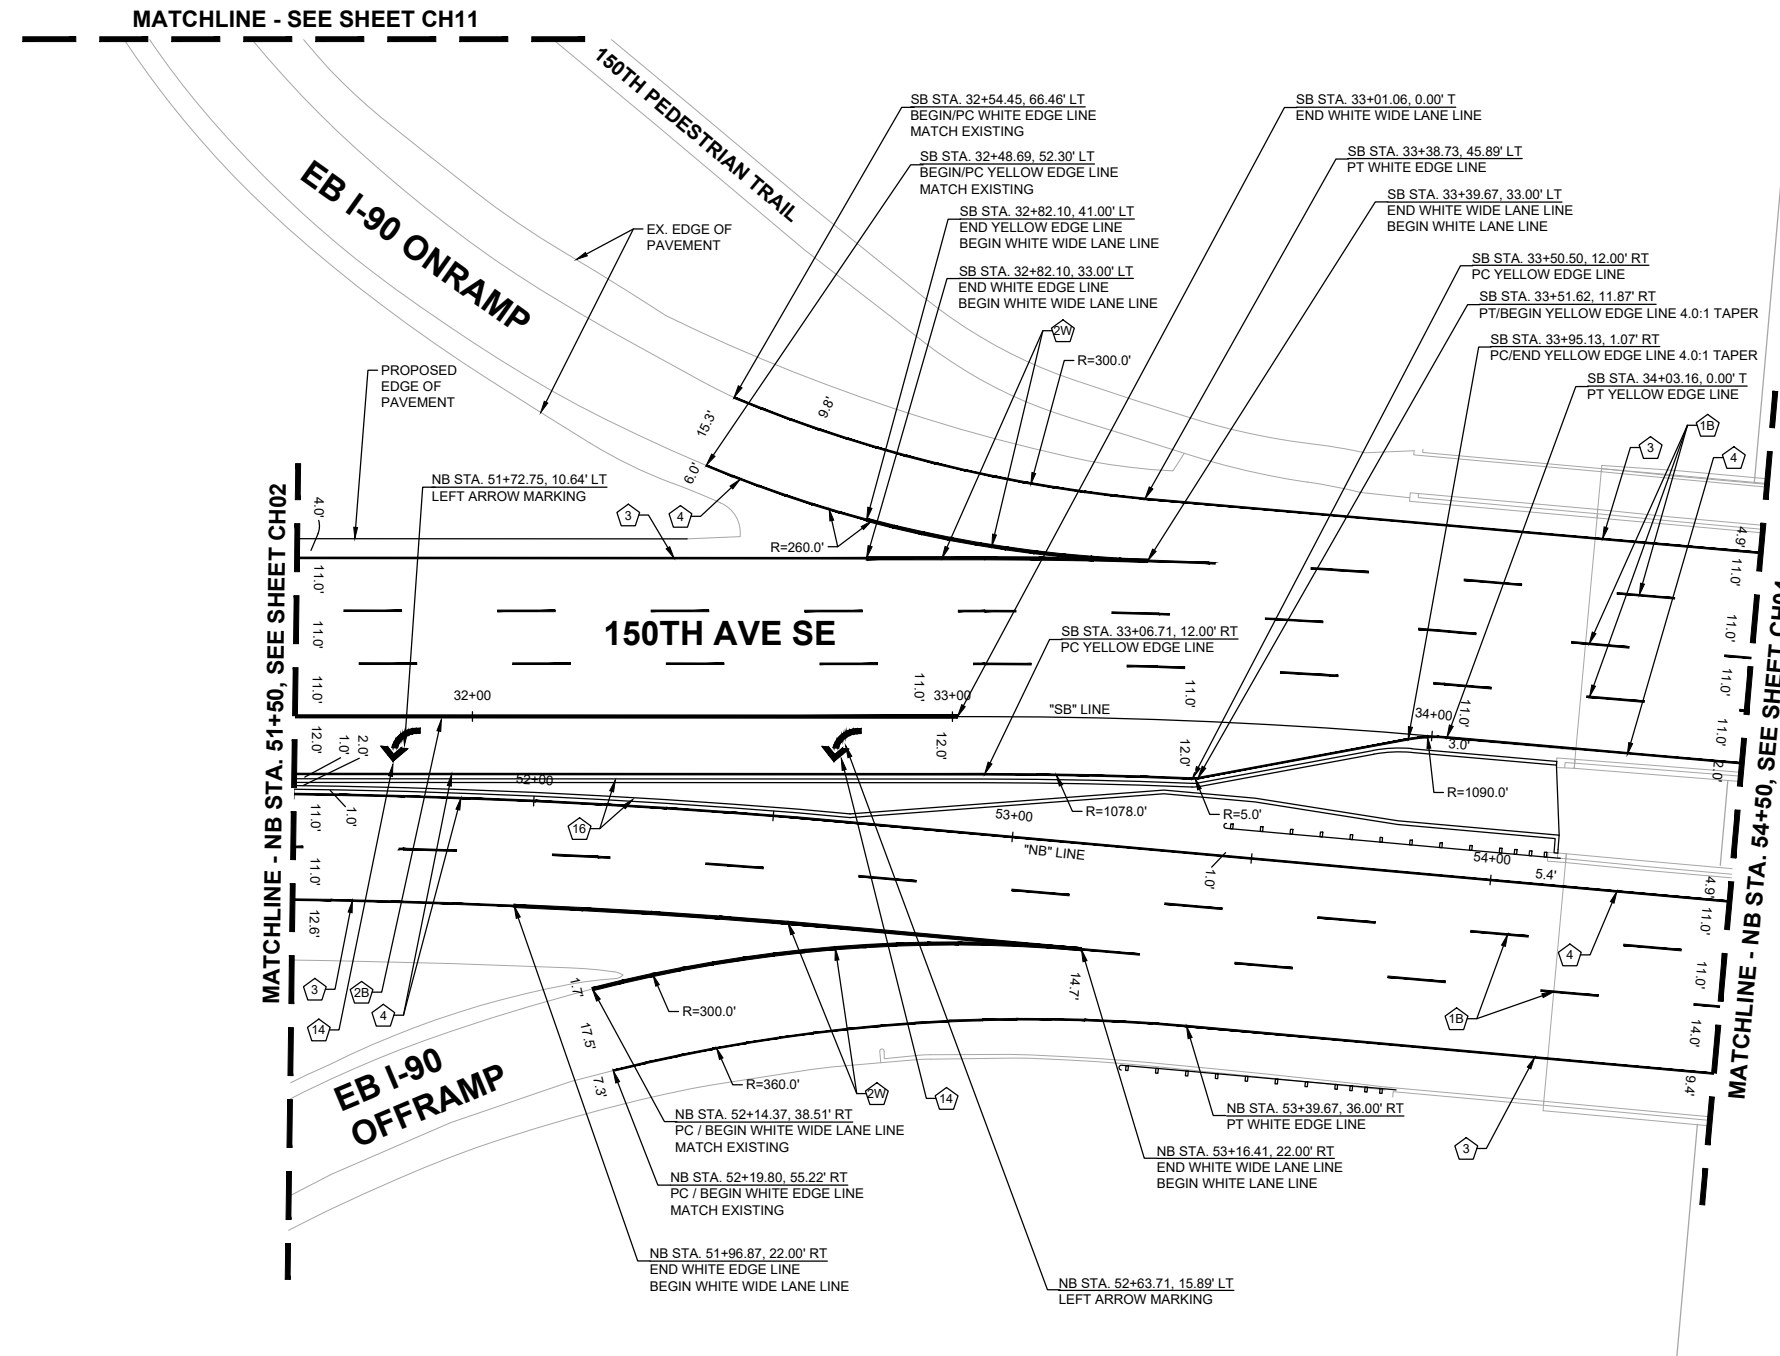 MATCHLINE - SEE SHEET CH11
150TH PEDESTRIAN TRAIL
EB I-90 ONRAMP
SB STA. 32+54.45, 66.46' LT
BEGIN/PC WHITE EDGE LINE
MATCH EXISTING
SB STA. 32+48.69, 52.30' LT
BEGIN/PC YELLOW EDGE LINE
MATCH EXISTING
SB STA. 32+82.10, 41.00' LT
END YELLOW EDGE LINE
BEGIN WHITE WIDE LANE LINE
SB STA. 32+82.10, 33.00' LT
END WHITE EDGE LINE
BEGIN WHITE WIDE LANE LINE
SB STA. 33+01.06, 0.00' T
END WHITE WIDE LANE LINE
SB STA. 33+38.73, 45.89' LT
PT WHITE EDGE LINE
SB STA. 33+39.67, 33.00' LT
END WHITE WIDE LANE LINE
BEGIN WHITE LANE LINE
SB STA. 33+50.50, 12.00' RT
PC YELLOW EDGE LINE
SB STA. 33+51.62, 11.87' RT
PT/BEGIN YELLOW EDGE LINE 4.0:1 TAPER
SB STA. 33+95.13, 1.07' RT
PC/END YELLOW EDGE LINE 4.0:1 TAPER
SB STA. 34+03.16, 0.00' T
PT YELLOW EDGE LINE
EX. EDGE OF
PAVEMENT
PROPOSED
EDGE OF
PAVEMENT
2W
R=300.0'
9.8'
15.3'
6.0'
1B
3
4
NB STA. 51+72.75, 10.64' LT
LEFT ARROW MARKING
3
4
R=260.0'
MATCHLINE - NB STA. 51+50, SEE SHEET CH02
4.0'
11.0'
11.0'
11.0'
12.0'
1.0'
2.0'
1.0'
11.0'
11.0'
12.6'
150TH AVE SE
SB STA. 33+06.71, 12.00' RT
PC YELLOW EDGE LINE
32+00
33+00
34+00
"SB" LINE
11.0'
12.0'
11.0'
12.0'
11.0'
3.0'
4.9'
11.0'
11.0'
11.0'
11.0'
2.0'
52+00
53+00
54+00
"NB" LINE
16
R=1078.0'
R=5.0'
R=1090.0'
1.0'
5.4'
4.9'
11.0'
11.0'
14.0'
9.4'
MATCHLINE - NB STA. 54+50, SEE SHEET
3
2B
4
14
EB I-90
OFFRAMP
1.7'
17.5'
7.3'
R=300.0'
R=360.0'
14.7'
2W
14
4
1B
3
NB STA. 52+14.37, 38.51' RT
PC / BEGIN WHITE WIDE LANE LINE
MATCH EXISTING
NB STA. 52+19.80, 55.22' RT
PC / BEGIN WHITE EDGE LINE
MATCH EXISTING
NB STA. 51+96.87, 22.00' RT
END WHITE EDGE LINE
BEGIN WHITE WIDE LANE LINE
NB STA. 53+39.67, 36.00' RT
PT WHITE EDGE LINE
NB STA. 53+16.41, 22.00' RT
END WHITE WIDE LANE LINE
BEGIN WHITE LANE LINE
NB STA. 52+63.71, 15.89' LT
LEFT ARROW MARKING